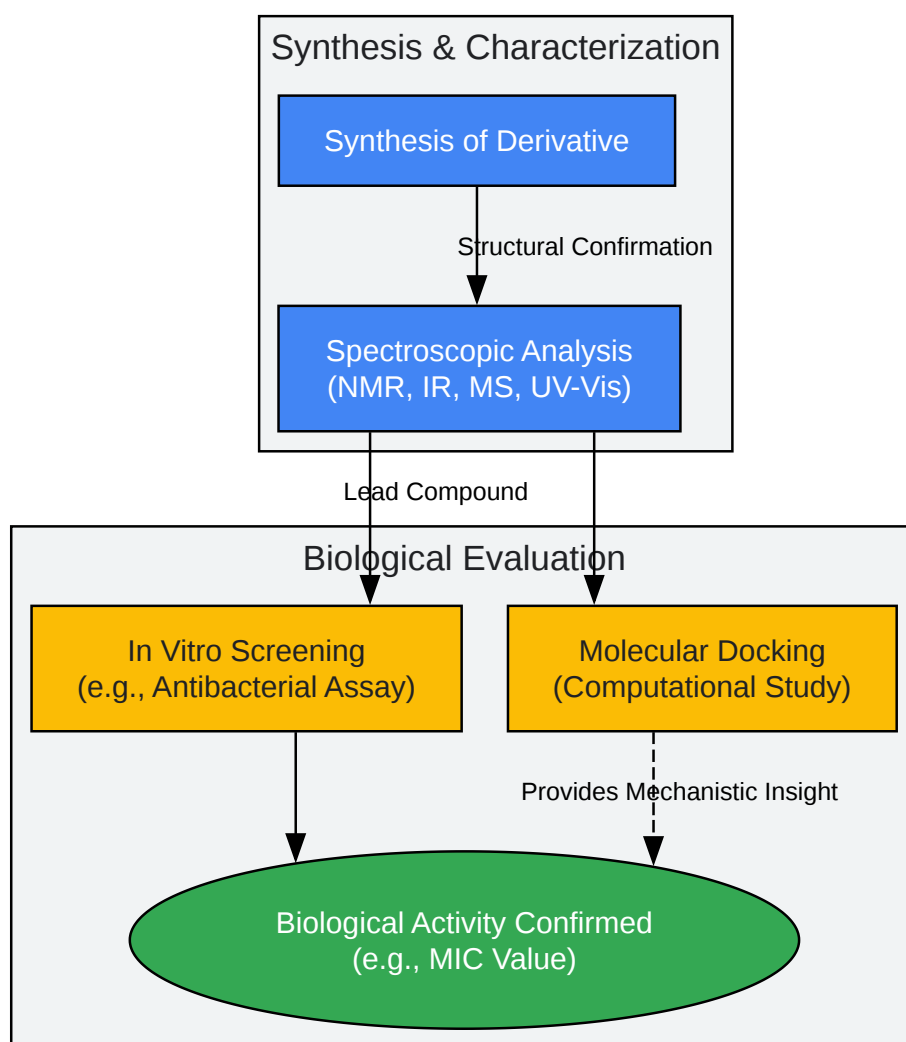 Synthesis & Characterization
Synthesis of Derivative
Structural Confirmation
Spectroscopic Analysis
(NMR, IR, MS, UV-Vis)
Lead Compound
Biological Evaluation
In Vitro Screening
(e.g., Antibacterial Assay)
Molecular Docking
(Computational Study)
Provides Mechanistic Insight
Biological Activity Confirmed
(e.g., MIC Value)